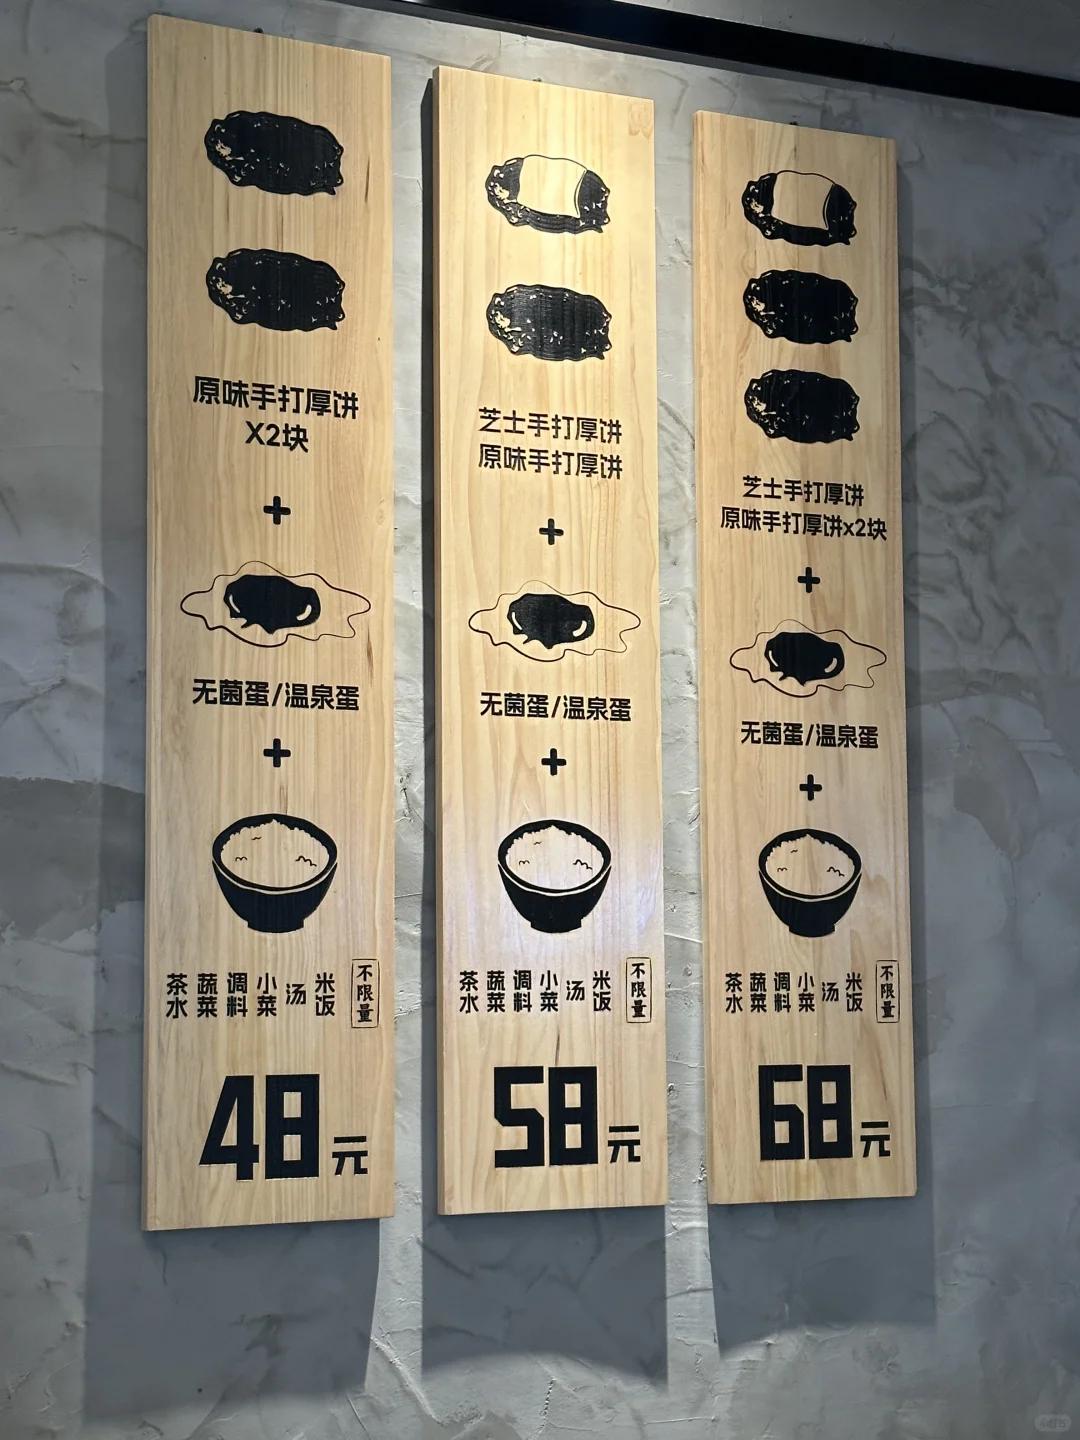 原味手打厚饼
X2块
+
无菌蛋/温泉蛋
+
茶水 蔬菜 调料 小菜 汤 米饭 不限量
48元
芝士手打厚饼
原味手打厚饼
+
无菌蛋/温泉蛋
+
茶水 蔬菜 调料 小菜 汤 米饭 不限量
58元
芝士手打厚饼
原味手打厚饼x2块
+
无菌蛋/温泉蛋
+
茶水 蔬菜 调料 小菜 汤 米饭 不限量
68元